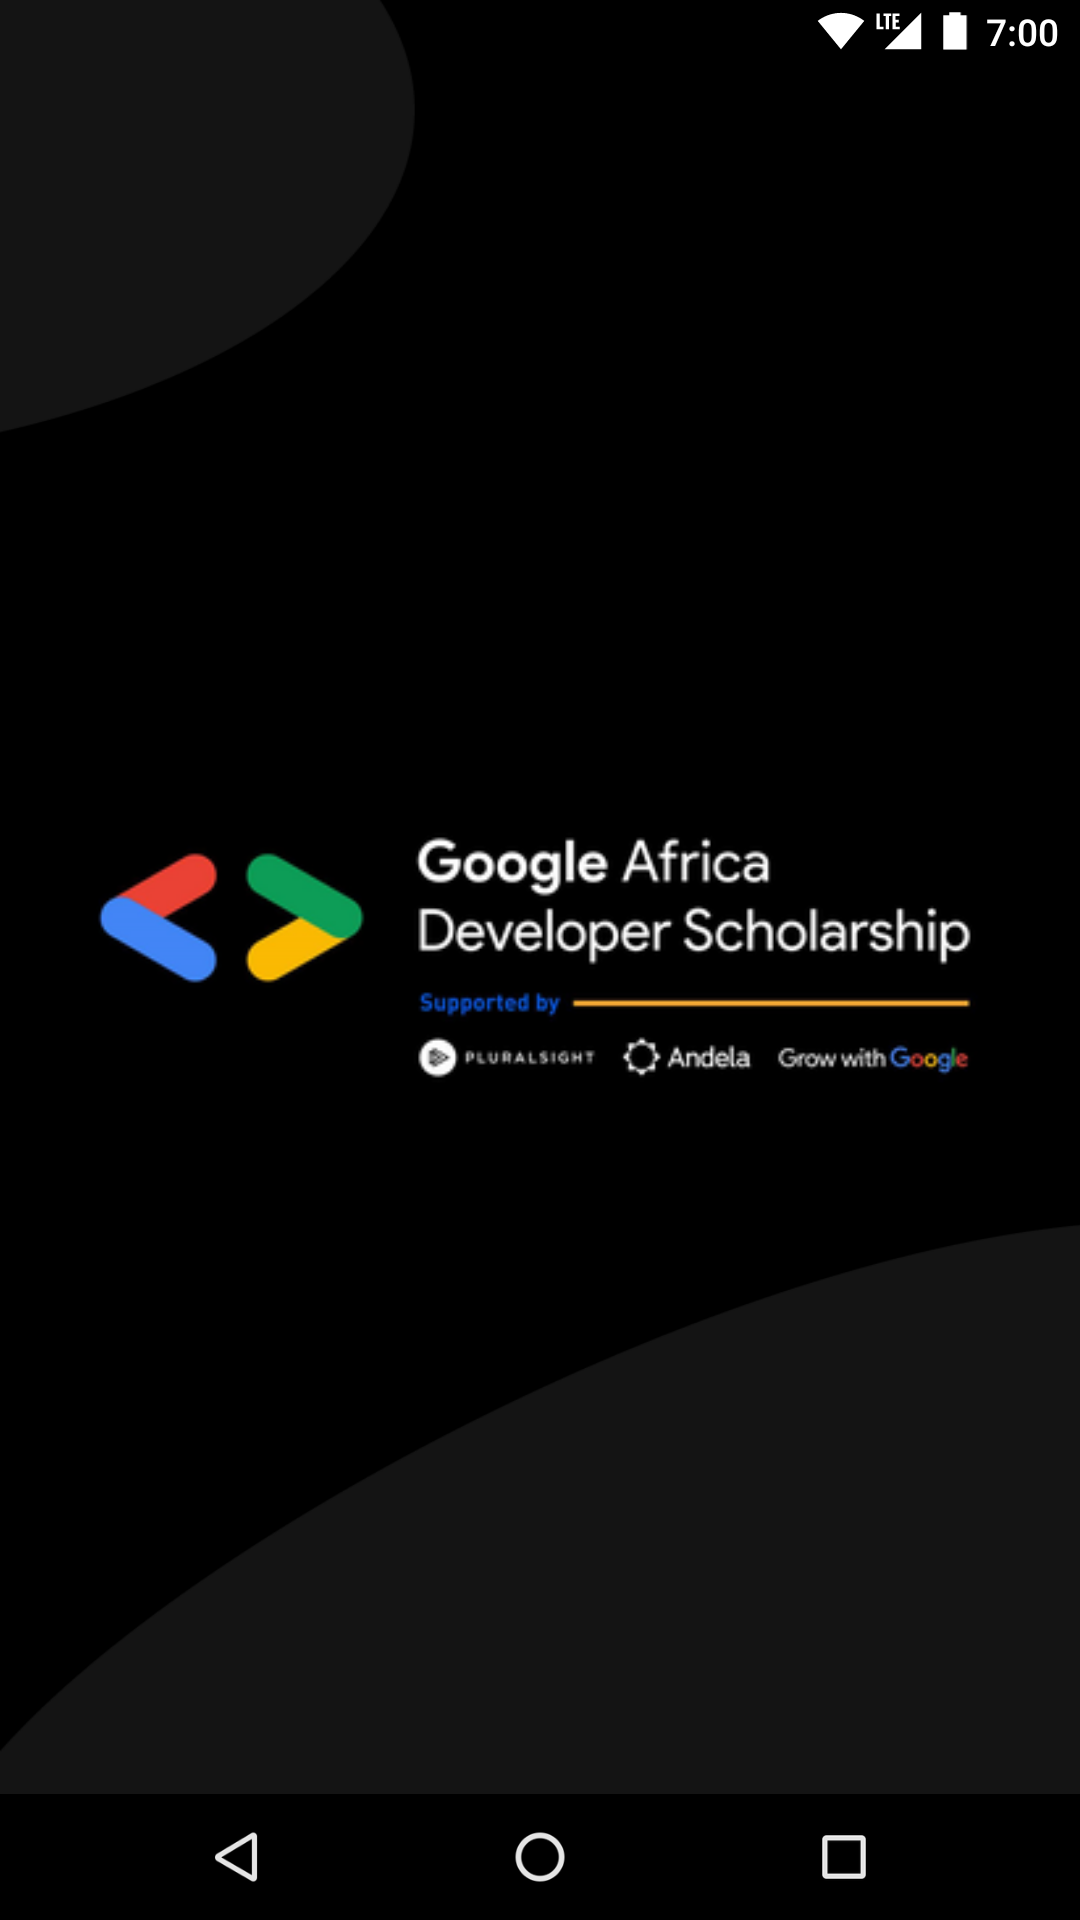 LTE 7:00
Google Africa
Developer Scholarship
Supported by
PLURALSIGHT Andela Grow with Google